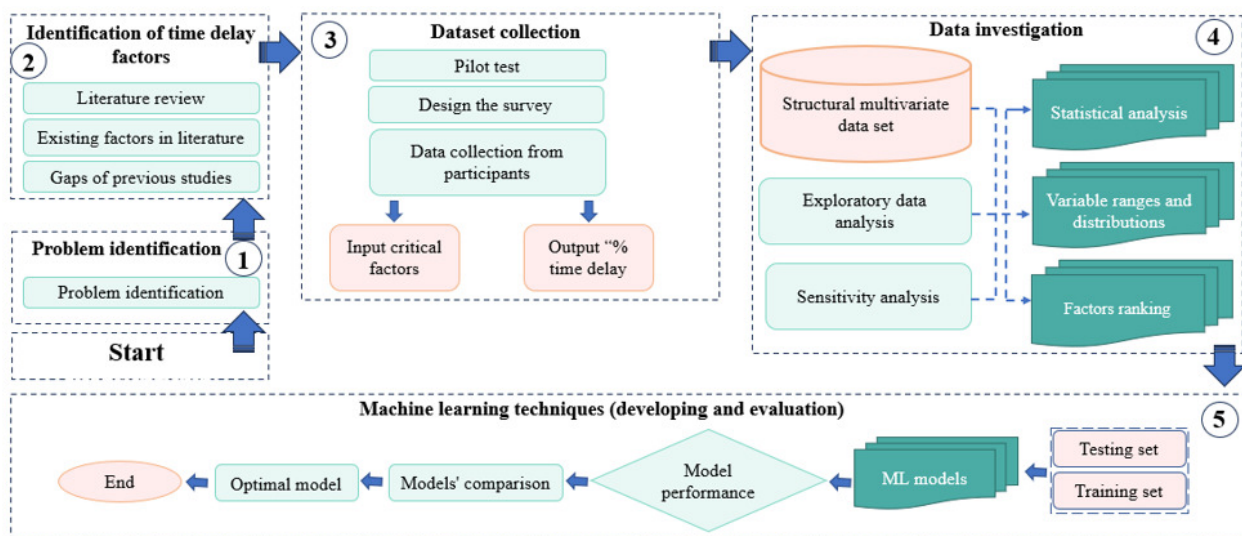 Identification of time delay
factors
2
Literature review
Existing factors in literature
Gaps of previous studies
Problem identification
1
Problem identification
Start
3
Dataset collection
Pilot test
Design the survey
Data collection from
participants
Input critical
factors
Output “%
time delay
Data investigation
4
Structural multivariate
data set
Exploratory data
analysis
Sensitivity analysis
Statistical analysis
Variable ranges and
distributions
Factors ranking
Machine learning techniques (developing and evaluation)
5
End
Optimal model
Models' comparison
Model
performance
ML models
Testing set
Training set